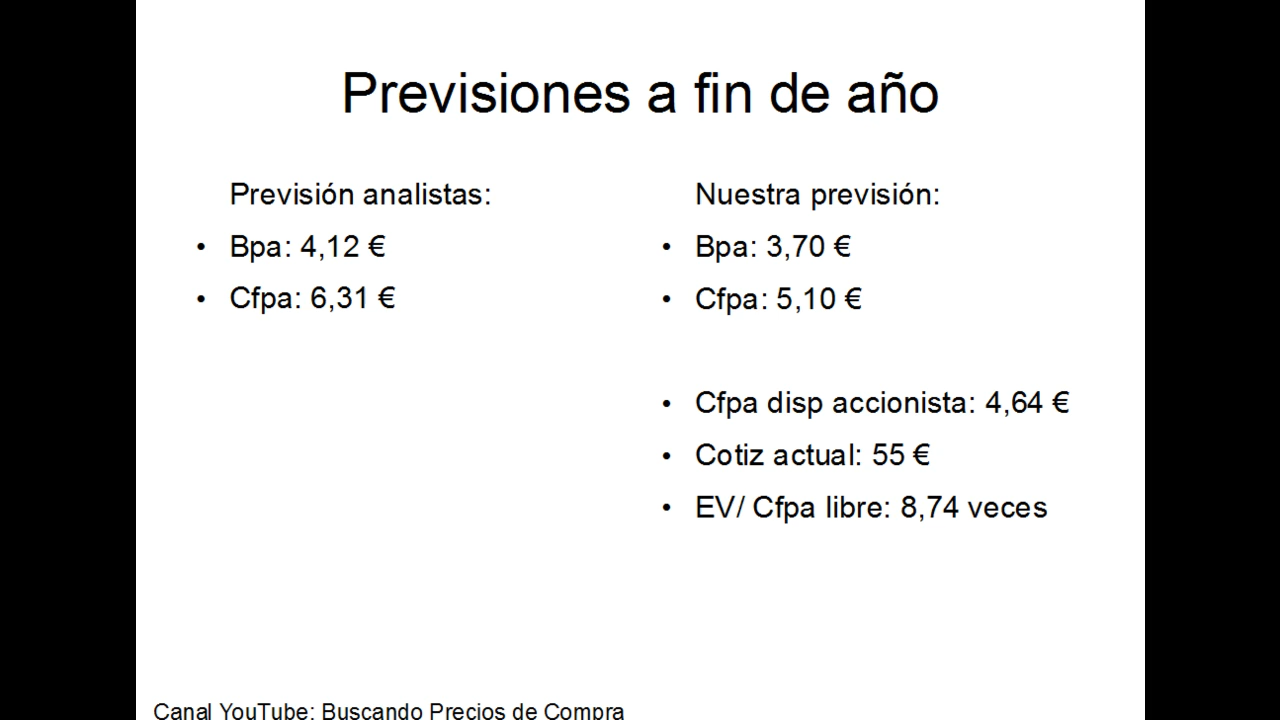 Previsiones a fin de año
Previsión analistas:
• Bpa: 4,12 €
• Cfpa: 6,31 €
Nuestra previsión:
• Bpa: 3,70 €
• Cfpa: 5,10 €
• Cfpa disp accionista: 4,64 €
• Cotiz actual: 55 €
• EV/ Cfpa libre: 8,74 veces
Canal YouTube: Buscando Precios de Compra